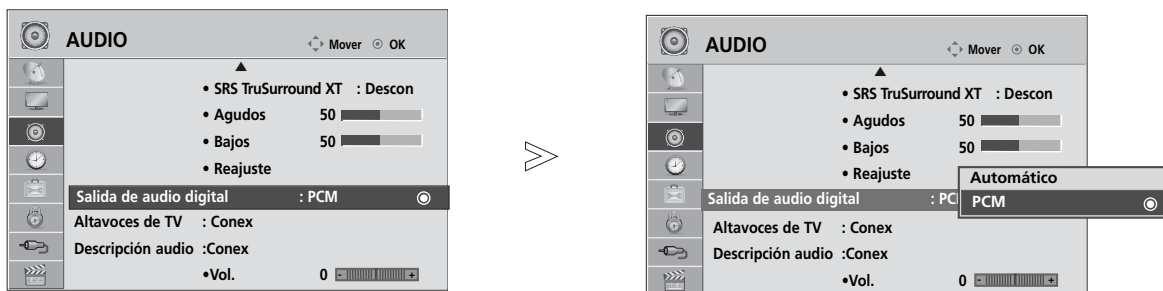 AUDIO
Mover OK
• SRS TruSurround XT : Descon
• Agudos 50
• Bajos 50
• Reajuste
Salida de audio digital : PCM
Altavoces de TV : Conex
Descripción audio :Conex
•Vol. 0 - +
AUDIO
Mover OK
• SRS TruSurround XT : Descon
• Agudos 50
• Bajos 50
• Reajuste
Automático
Salida de audio digital : PC
PCM
Altavoces de TV : Conex
Descripción audio :Conex
•Vol. 0 - +